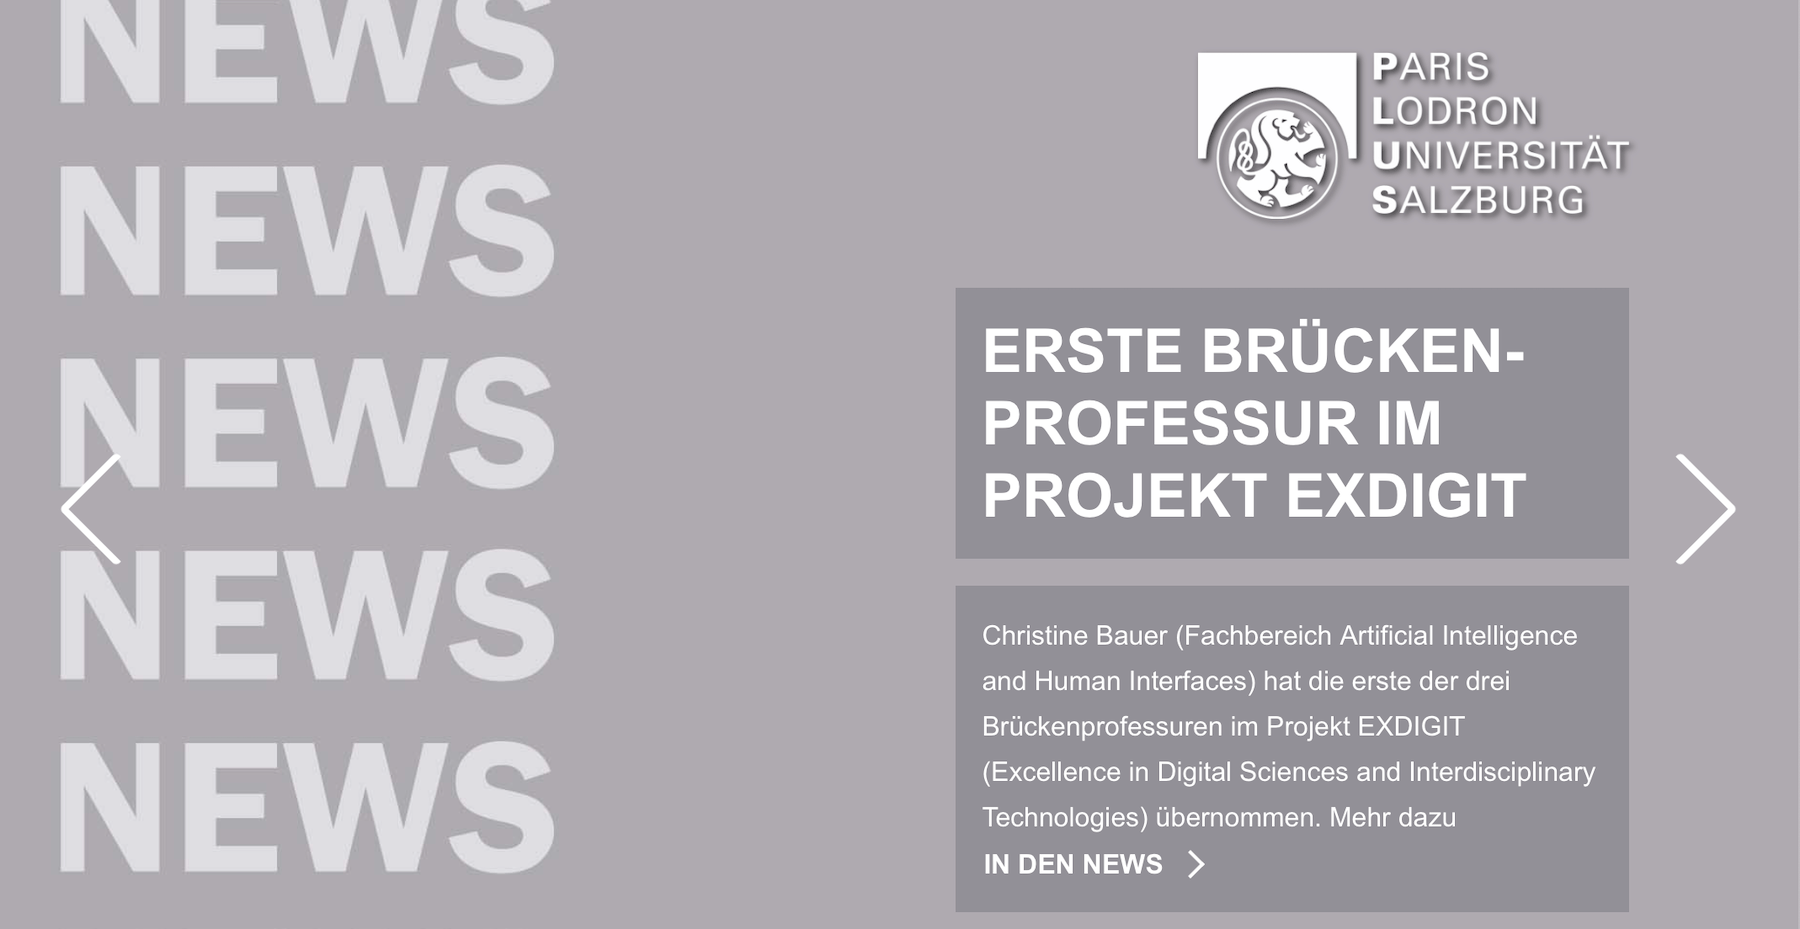 NEWS
NEWS
NEWS
NEWS
NEWS
PARIS
LODRON
UNIVERSITÄT
SALZBURG
ERSTE BRÜCKEN-
PROFESSUR IM
PROJEKT EXDIGIT
Christine Bauer (Fachbereich Artificial Intelligence
and Human Interfaces) hat die erste der drei
Brückenprofessuren im Projekt EXDIGIT
(Excellence in Digital Sciences and Interdisciplinary
Technologies) übernommen. Mehr dazu
IN DEN NEWS